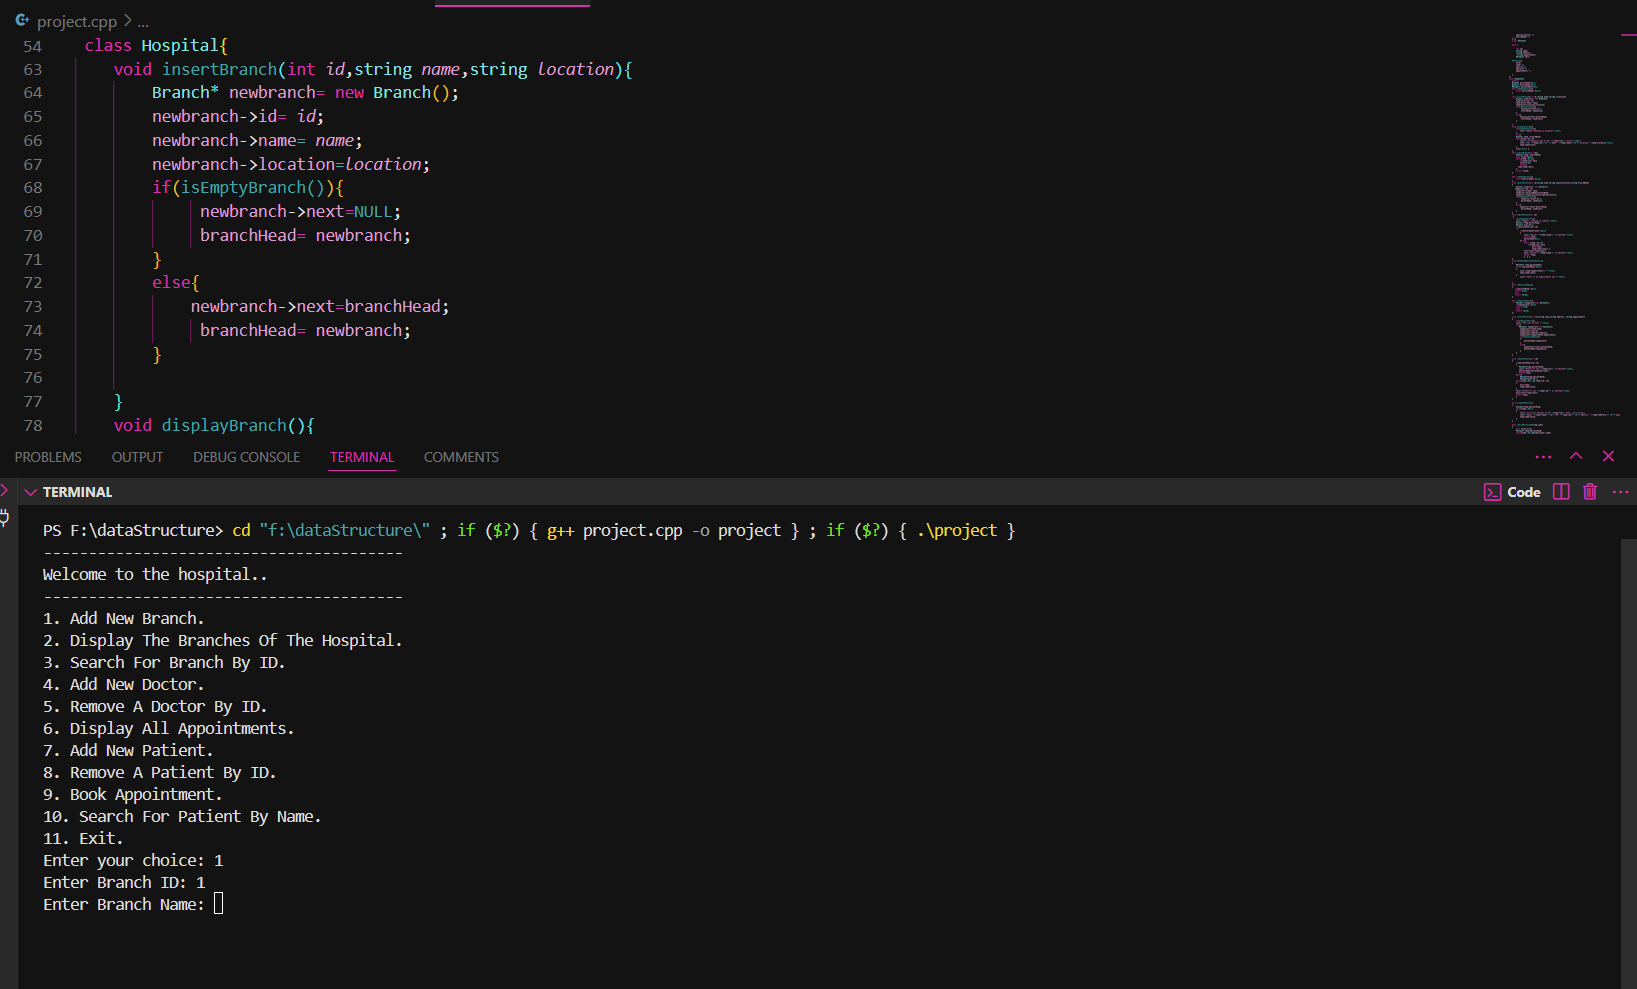 project.cpp > ...
54 class Hospital{
63 void insertBranch(int id,string name,string location){
64 Branch* newbranch= new Branch();
65 newbranch->id= id;
66 newbranch->name= name;
67 newbranch->location=location;
68 if(isEmptyBranch()){
69 newbranch->next=NULL;
70 branchHead= newbranch;
71 }
72 else{
73 newbranch->next=branchHead;
74 branchHead= newbranch;
75 }
76
77 }
78 void displayBranch(){
PROBLEMS OUTPUT DEBUG CONSOLE TERMINAL COMMENTS
TERMINAL Code
PS F:\dataStructure> cd "f:\dataStructure\" ; if ($?) { g++ project.cpp -o project } ; if ($?) { .\project }
----------------------------------------
Welcome to the hospital..
----------------------------------------
1. Add New Branch.
2. Display The Branches Of The Hospital.
3. Search For Branch By ID.
4. Add New Doctor.
5. Remove A Doctor By ID.
6. Display All Appointments.
7. Add New Patient.
8. Remove A Patient By ID.
9. Book Appointment.
10. Search For Patient By Name.
11. Exit.
Enter your choice: 1
Enter Branch ID: 1
Enter Branch Name: